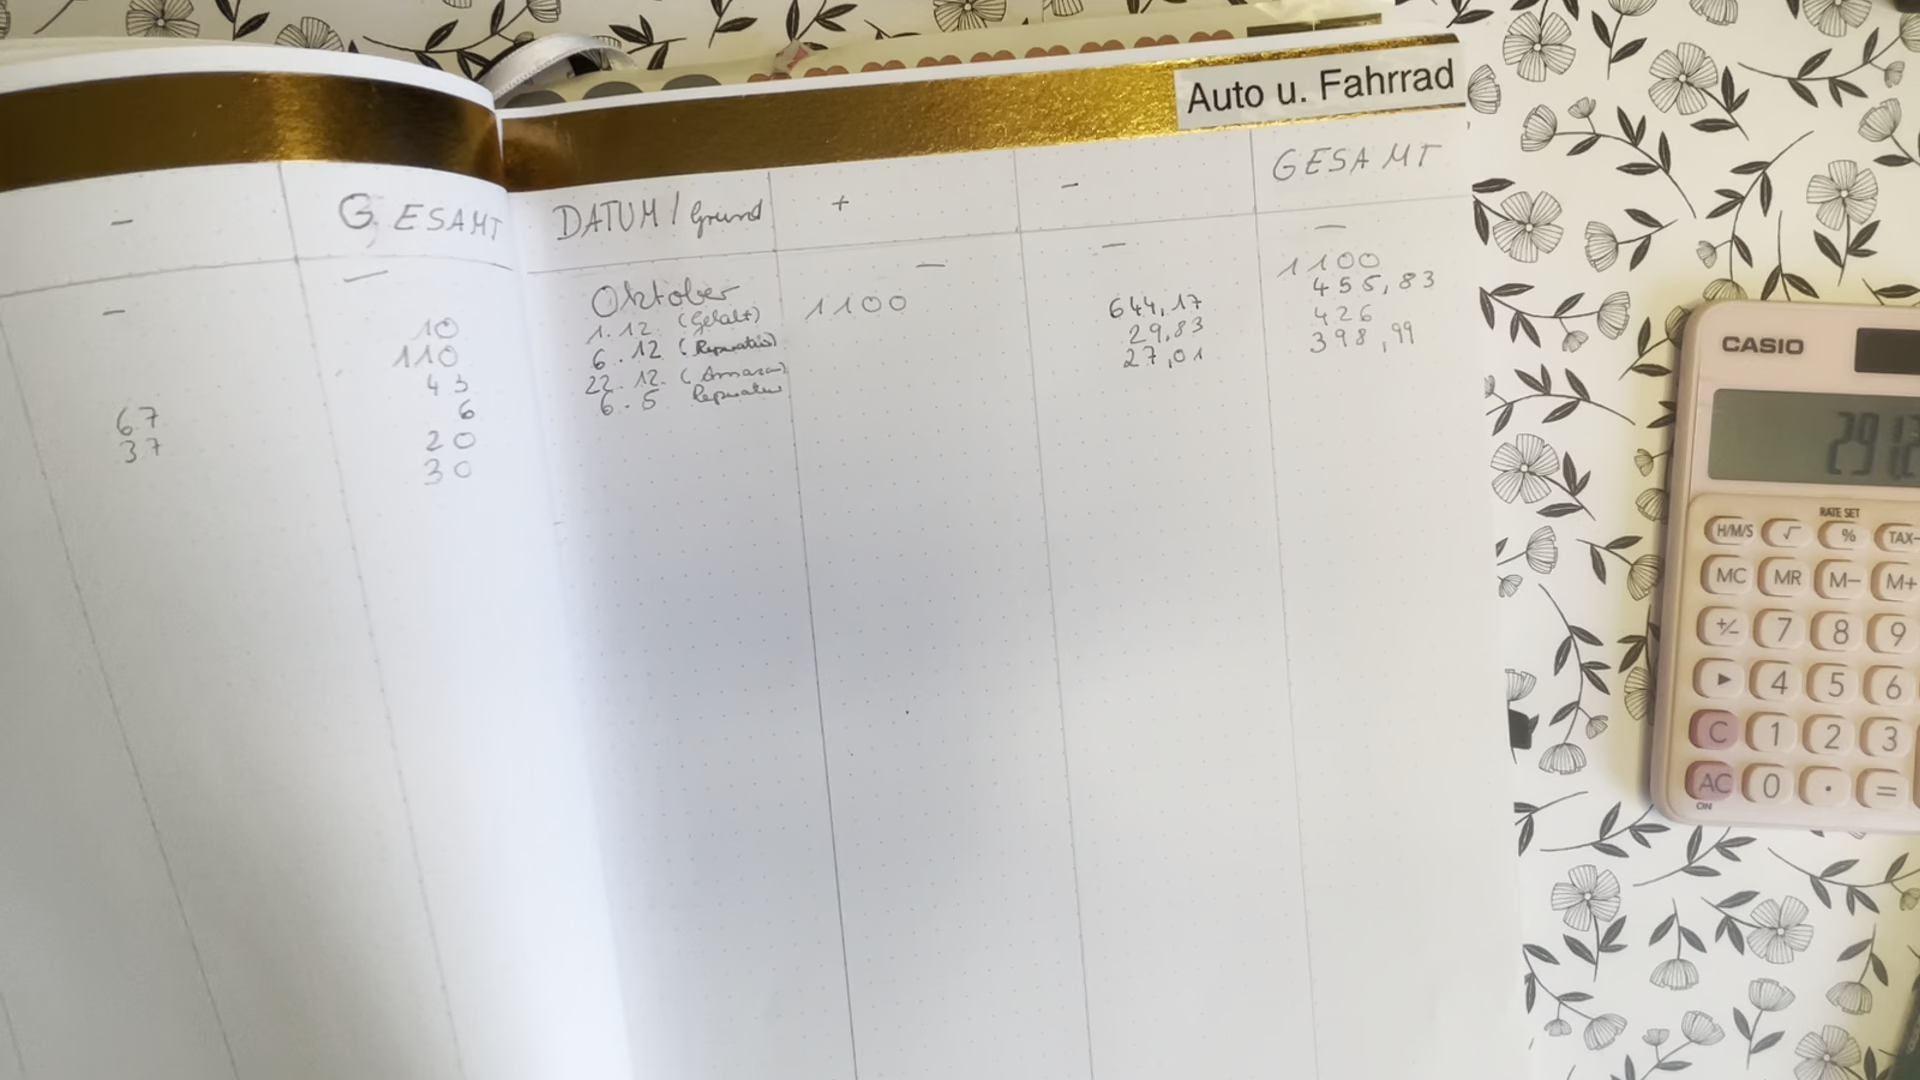 Auto u. Fahrrad
- GESAMT
- -
10
110
43
67 6
37 20
30
DATUM / Grund + - GESAMT
Oktober - - -
1.12. (Gehalt) 1100 1100
6.12 (Reparatur) 644,17 455,83
22.12. (Amazon) 29,83 426
6.5 Reparatur 27,01 398,99
CASIO
RATE SET
H/M/S √ % TAX-
MC MR M− M+
+/− 7 8 9
▶ 4 5 6
C 1 2 3
AC 0 . =
ON